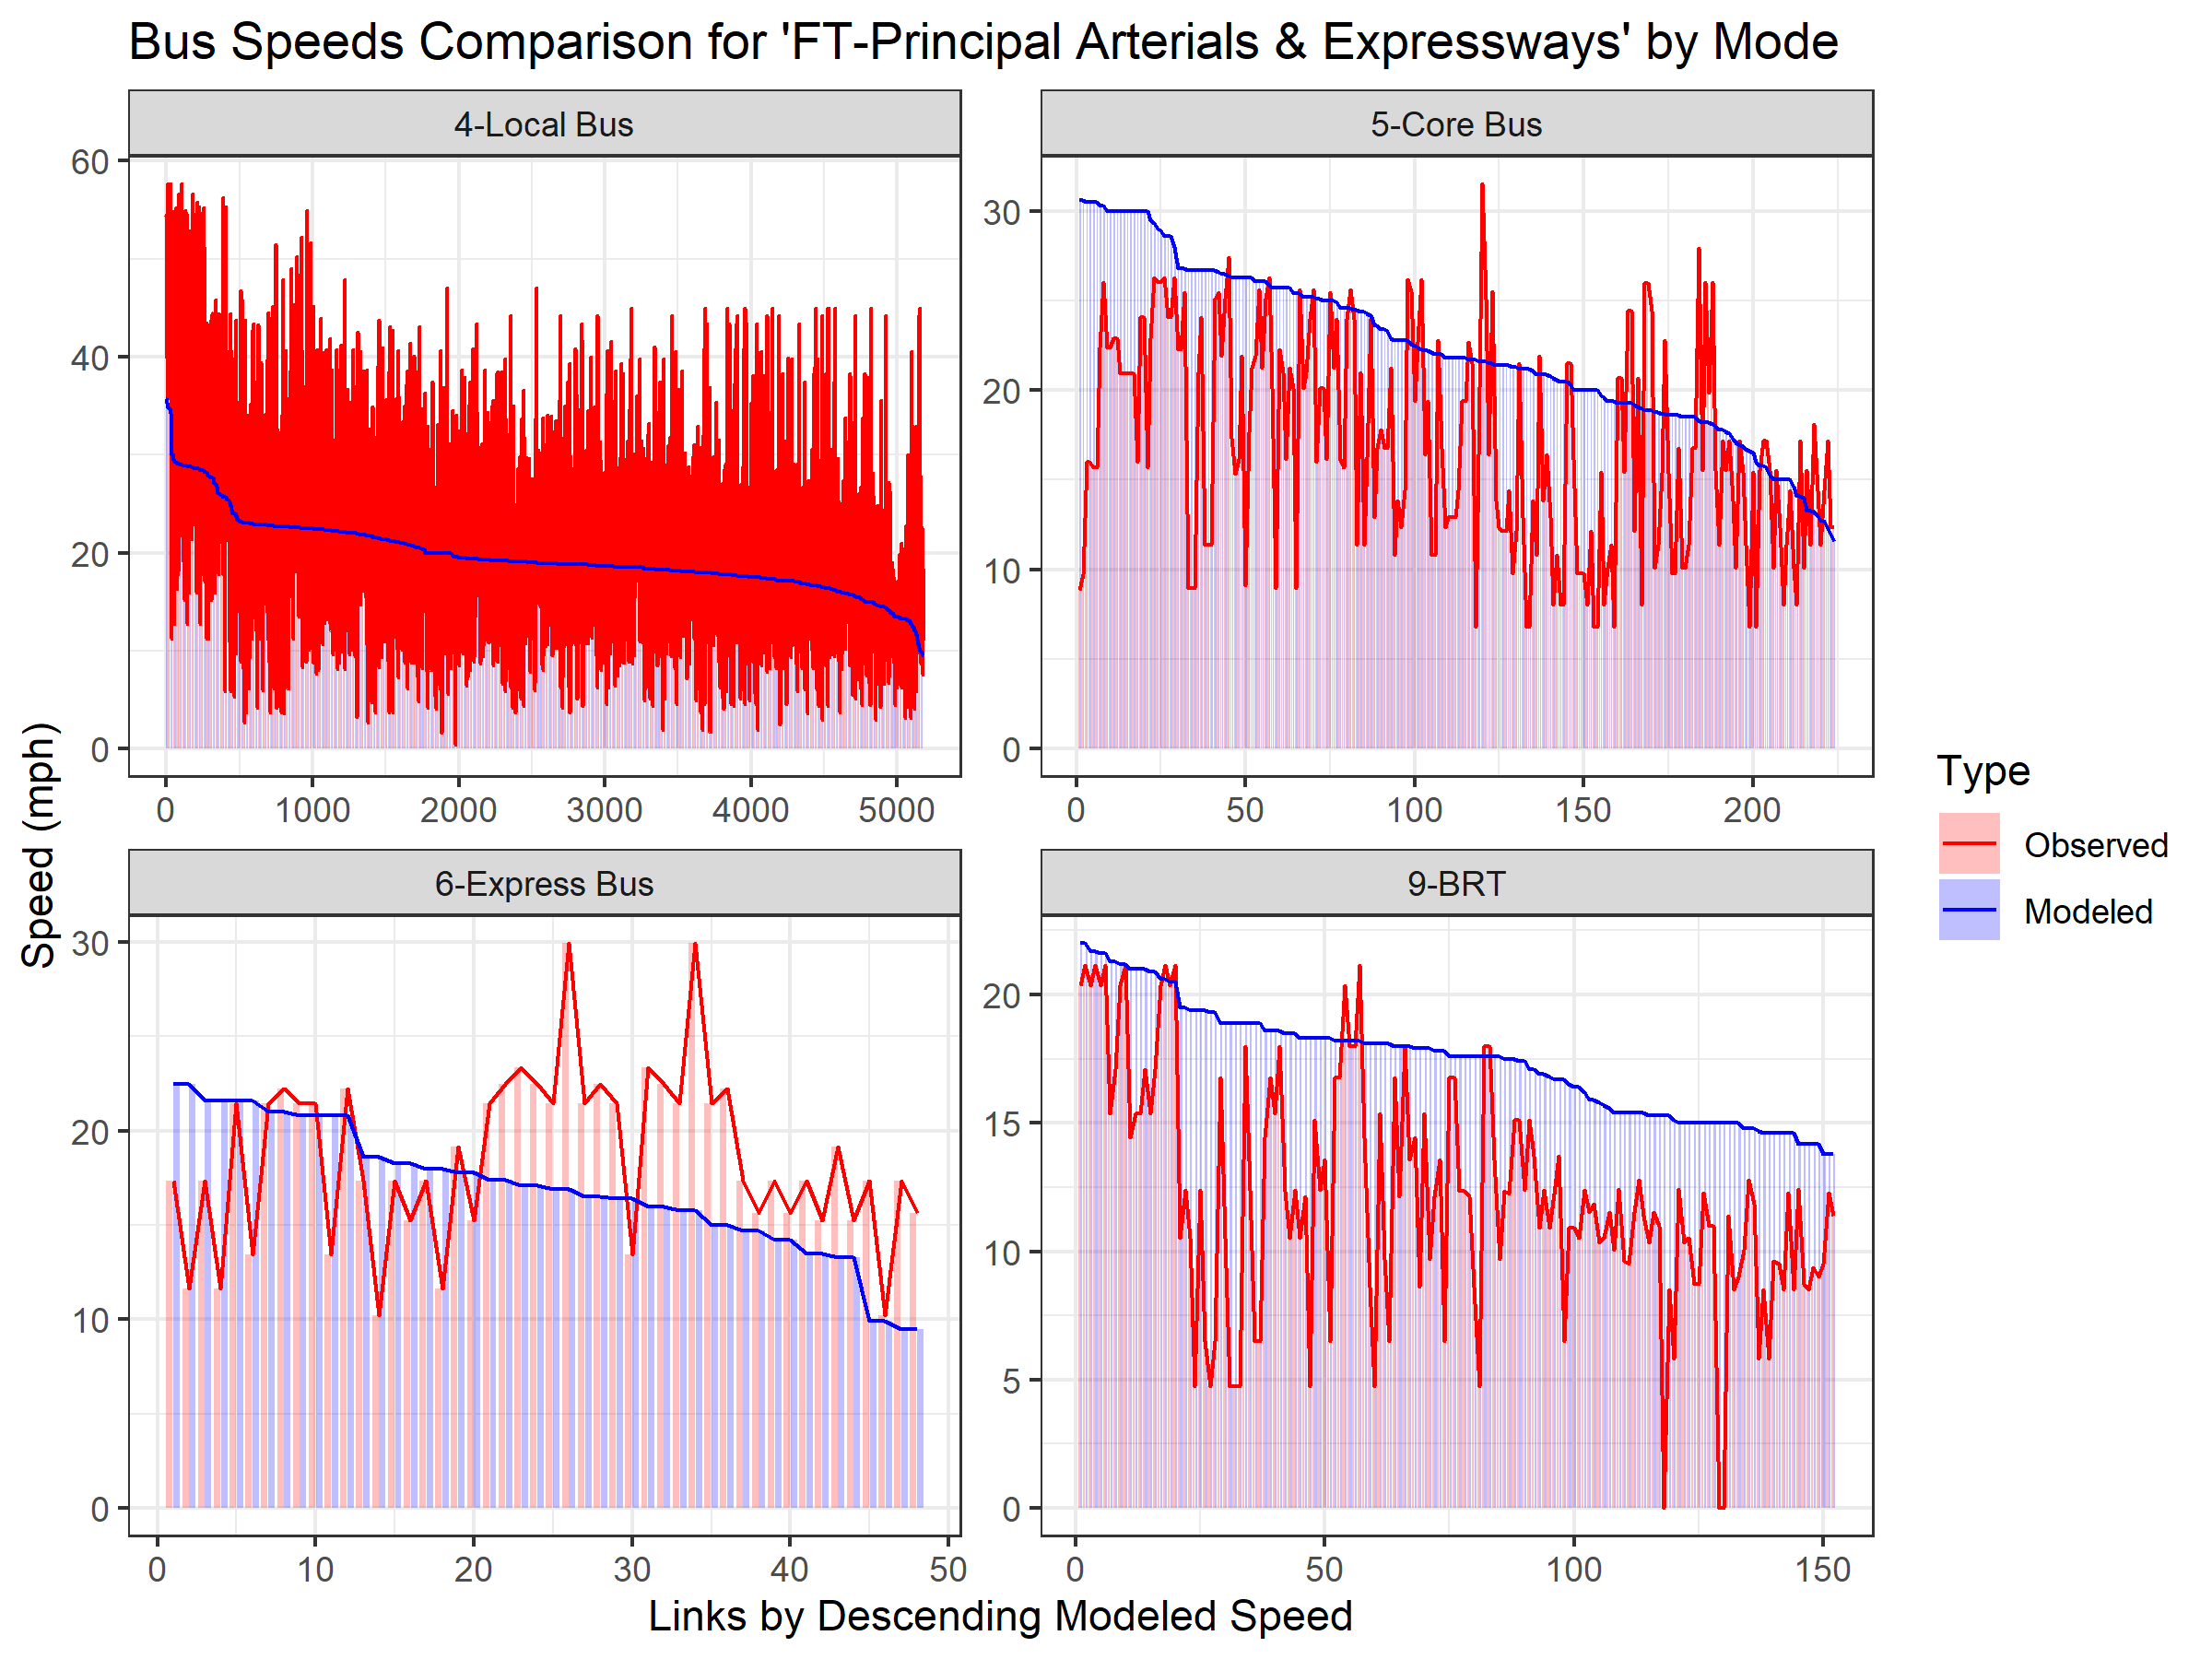 Bus Speeds Comparison for 'FT-Principal Arterials & Expressways' by Mode
4-Local Bus
5-Core Bus
60
40
20
0
30
20
10
0
0 1000 2000 3000 4000 5000
0 50 100 150 200
Speed (mph)
6-Express Bus
9-BRT
30
20
10
0
20
15
10
5
0
0 10 20 30 40 50
0 50 100 150
Links by Descending Modeled Speed
Type
Observed
Modeled